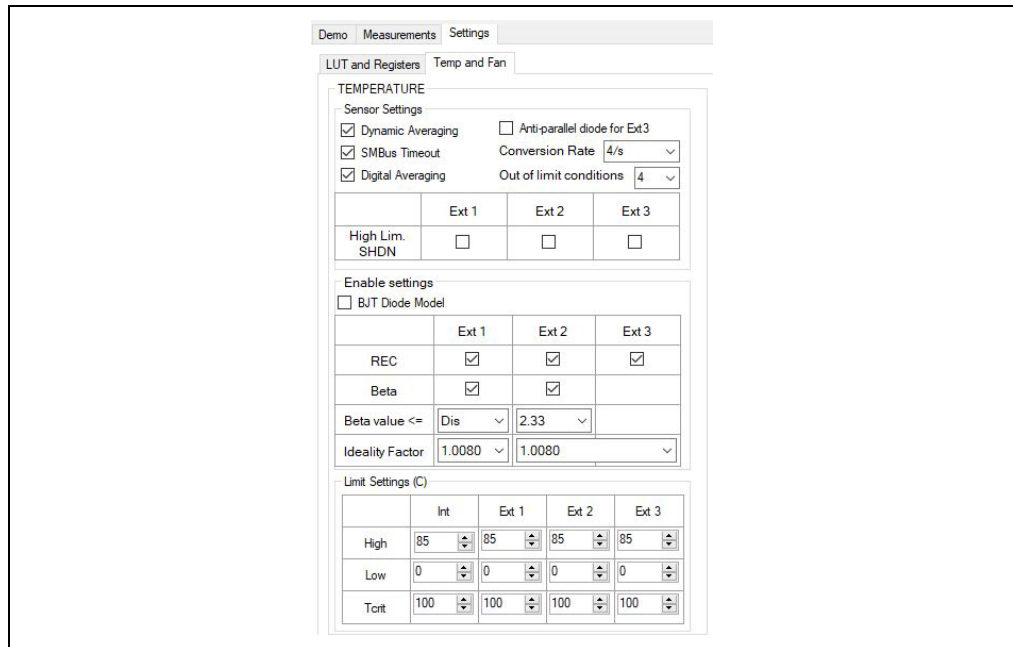 Demo Measurements Settings
LUT and Registers Temp and Fan
TEMPERATURE
Sensor Settings
Dynamic Averaging Anti-parallel diode for Ext3
SMBus Timeout Conversion Rate 4/s
Digital Averaging Out of limit conditions 4
Ext 1 Ext 2 Ext 3
High Lim.
SHDN
Enable settings
BJT Diode Model
Ext 1 Ext 2 Ext 3
REC
Beta
Beta value <= Dis 2.33
Ideality Factor 1.0080 1.0080
Limit Settings (C)
Int Ext 1 Ext 2 Ext 3
High 85 85 85 85
Low 0 0 0 0
Tcrit 100 100 100 100